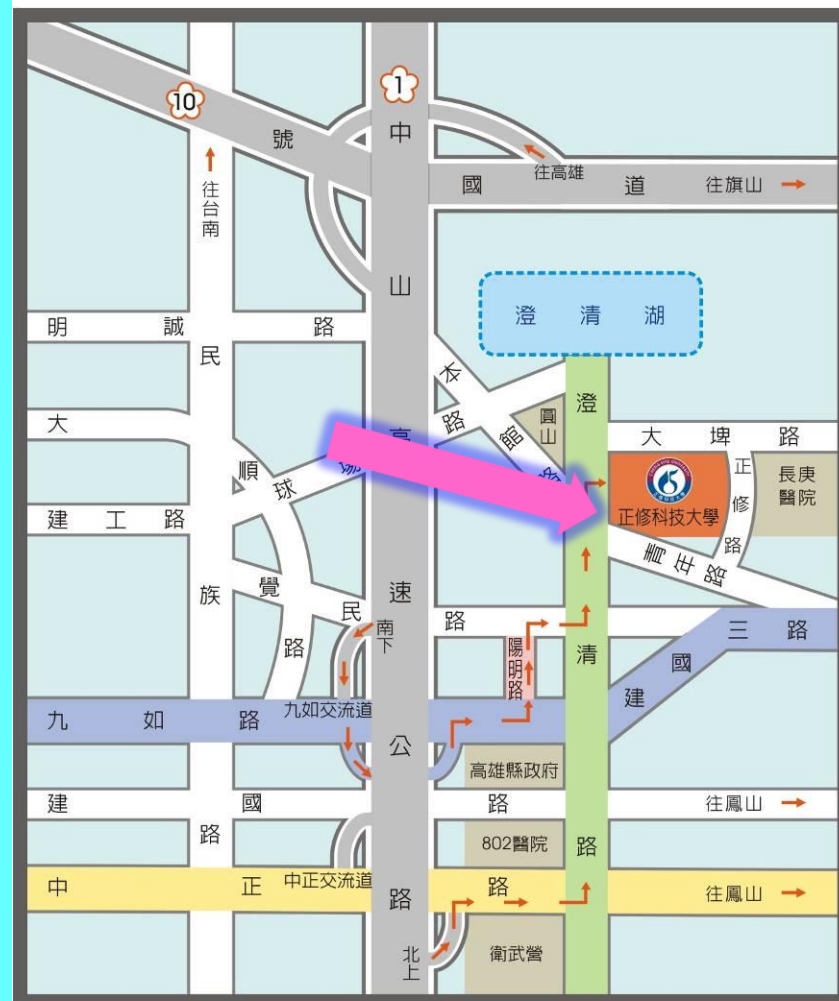 10
1
號
中
往高雄
國道
往旗山
往台南
山
澄清湖
明誠路
民
本館路
圓山
澄
大
大埤路
高
球場路
順
正修科技大學
正修路
長庚醫院
建工路
青年路
族
覺民路
速
南下
陽明路
清
路
建國三路
九如路
九如交流道
公
高雄縣政府
建國路
往鳳山
路
802醫院
路
中正路
中正交流道
路
往鳳山
北上
衛武營